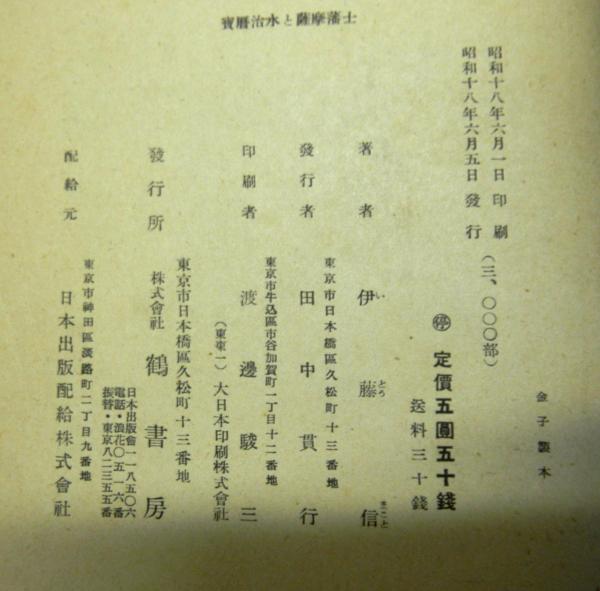 寶曆治水と薩摩藩士
昭和十八年六月一日 印刷
昭和十八年六月五日 發行
(三、〇〇〇部)
㊡ 定價五圓五十錢
送料三十錢
著者 伊藤信
い とう まこと
發行者 東京市日本橋區久松町十三番地
田中貫行
印刷者 東京市牛込區市谷加賀町一丁目十二番地
渡邊駿三
(東東一) 大日本印刷株式會社
發行所 東京市日本橋區久松町十三番地
株式會社 鶴書房
日本出版會一一八五〇六
電話・浪花〇五一六番
振替・東京八二三五五番
配給元 東京市神田區淡路町二丁目九番地
日本出版配給株式會社
金子製本